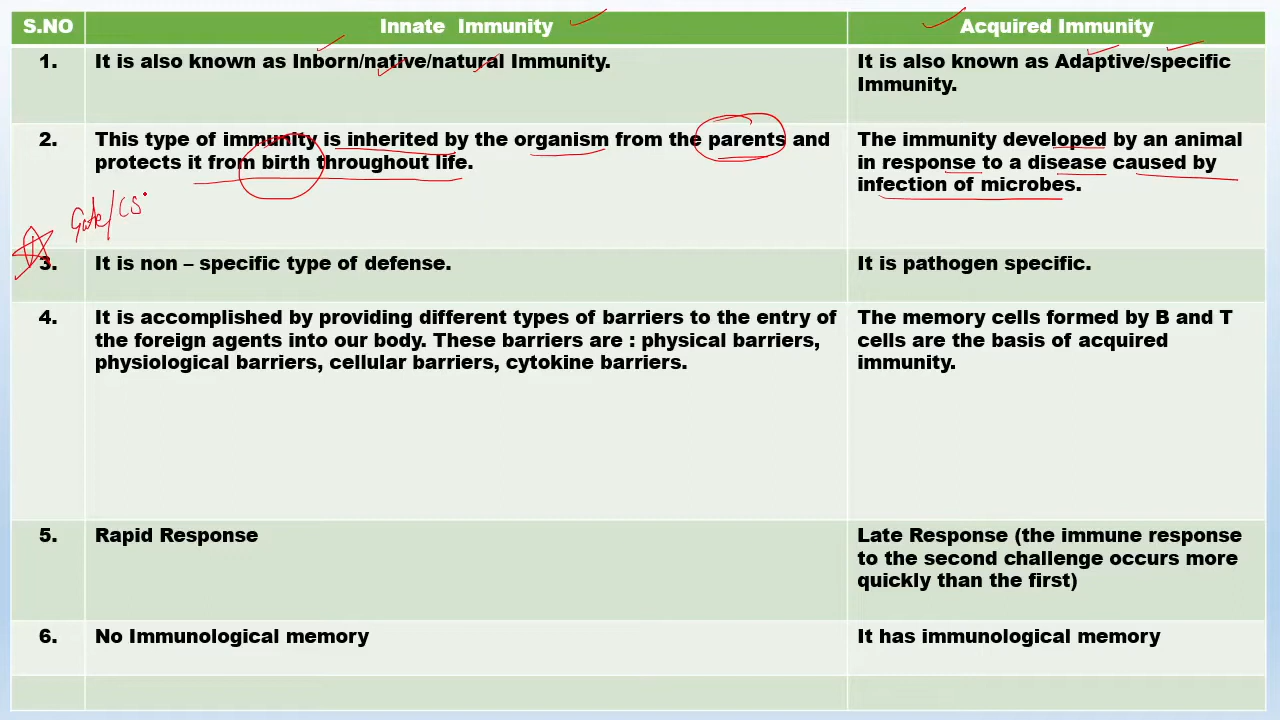 S.NO Innate Immunity Acquired Immunity
1. It is also known as Inborn/native/natural Immunity.
It is also known as Adaptive/specific
Immunity.
2. This type of immunity is inherited by the organism from the parents and
protects it from birth throughout life.
The immunity developed by an animal
in response to a disease caused by
infection of microbes.
Gate/CS
3. It is non – specific type of defense.
It is pathogen specific.
4. It is accomplished by providing different types of barriers to the entry of
the foreign agents into our body. These barriers are : physical barriers,
physiological barriers, cellular barriers, cytokine barriers.
The memory cells formed by B and T
cells are the basis of acquired
immunity.
5. Rapid Response
Late Response (the immune response
to the second challenge occurs more
quickly than the first)
6. No Immunological memory
It has immunological memory